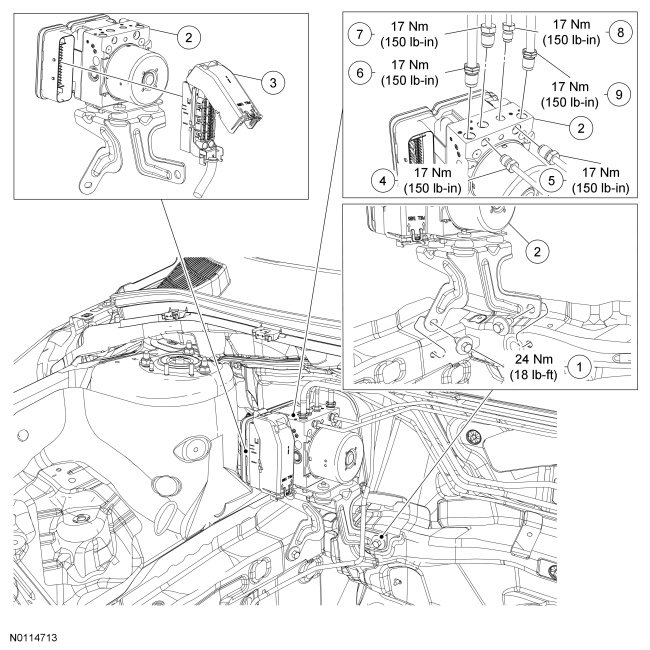 2
3
7
17 Nm
(150 lb-in)
17 Nm
(150 lb-in)
8
6
17 Nm
(150 lb-in)
17 Nm
(150 lb-in)
9
2
4
17 Nm
(150 lb-in)
5
17 Nm
(150 lb-in)
2
24 Nm
(18 lb-ft)
1
N0114713